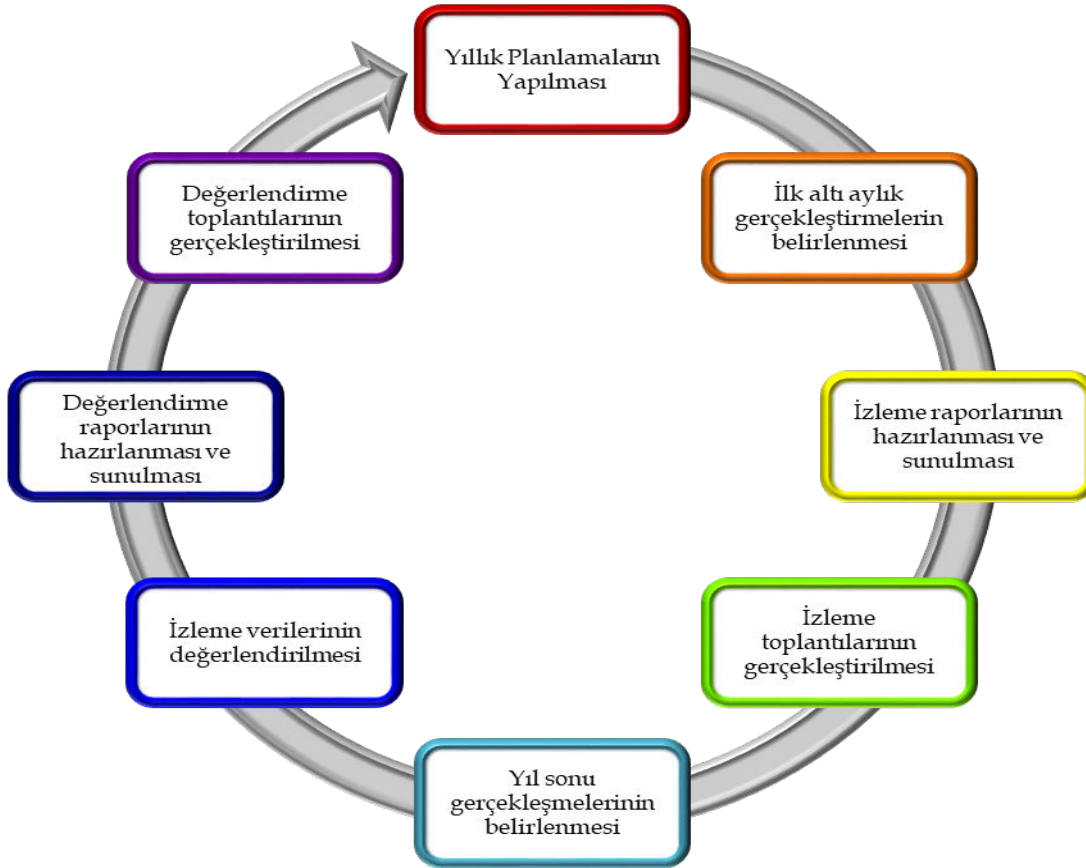 Yıllık Planlamaların
Yapılması
İlk altı aylık
gerçekleştirmelerin
belirlenmesi
İzleme raporlarının
hazırlanması ve
sunulması
İzleme
toplantılarının
gerçekleştirilmesi
Yıl sonu
gerçekleşmelerinin
belirlenmesi
İzleme verilerinin
değerlendirilmesi
Değerlendirme
raporlarının
hazırlanması ve
sunulması
Değerlendirme
toplantılarının
gerçekleştirilmesi